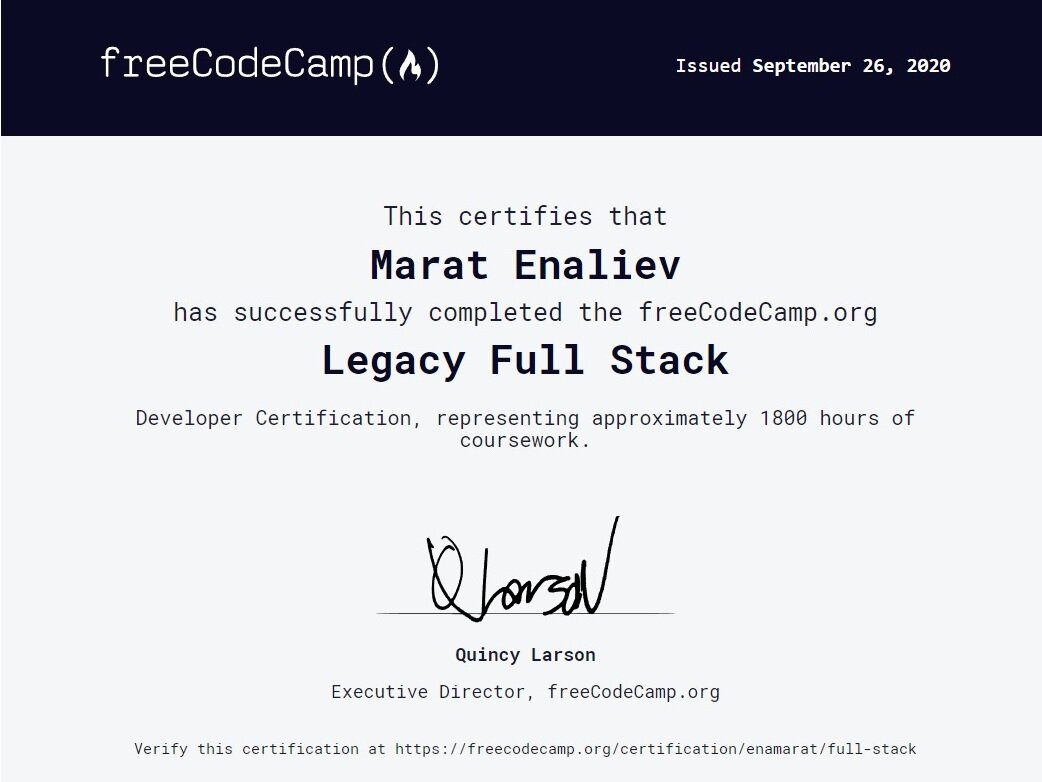 freeCodeCamp(🔥)
Issued September 26, 2020
This certifies that
Marat Enaliev
has successfully completed the freeCodeCamp.org
Legacy Full Stack
Developer Certification, representing approximately 1800 hours of
coursework.
QLarson
Quincy Larson
Executive Director, freeCodeCamp.org
Verify this certification at https://freecodecamp.org/certification/enamarat/full-stack